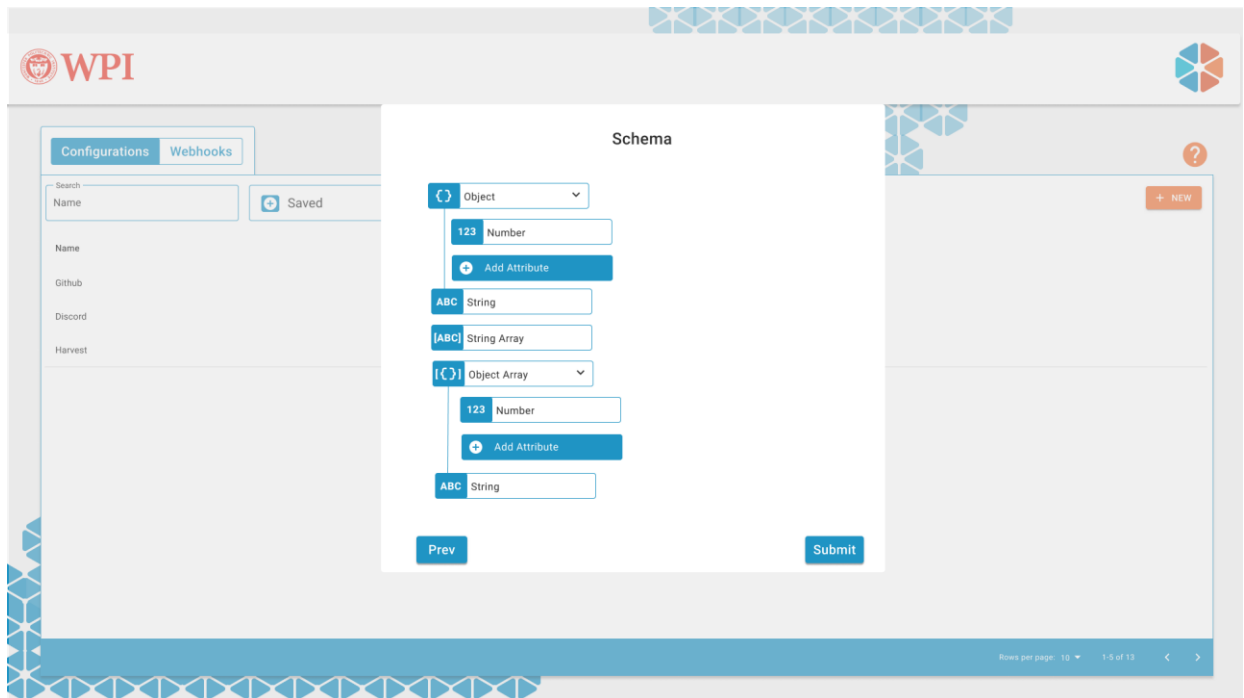 WPI
Schema
Configurations Webhooks
Search
Name
Saved
+ NEW
Name
Github
Discord
Harvest
{} Object
123 Number
Add Attribute
ABC String
[ABC] String Array
[{}] Object Array
123 Number
Add Attribute
ABC String
Prev
Submit
Rows per page: 10 1-5 of 13